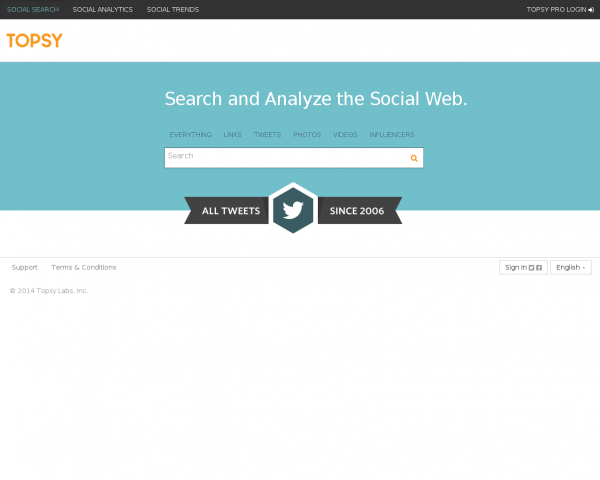 SOCIAL SEARCH SOCIAL ANALYTICS SOCIAL TRENDS TOPSY PRO LOGIN
TOPSY
Search and Analyze the Social Web.
EVERYTHING LINKS TWEETS PHOTOS VIDEOS INFLUENCERS
Search
ALL TWEETS SINCE 2006
Support Terms & Conditions Sign in English
© 2014 Topsy Labs, Inc.